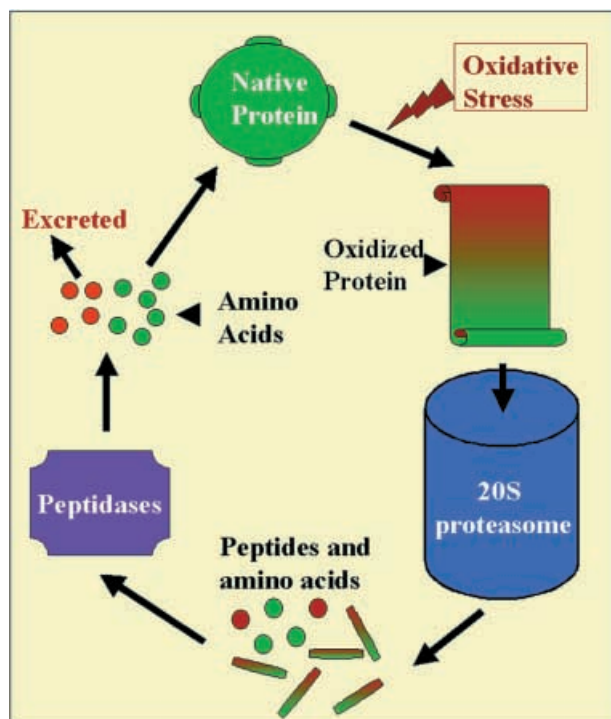 Native
Protein
Oxidative
Stress
Oxidized
Protein
20S
proteasome
Peptides and
amino acids
Peptidases
Amino
Acids
Excreted